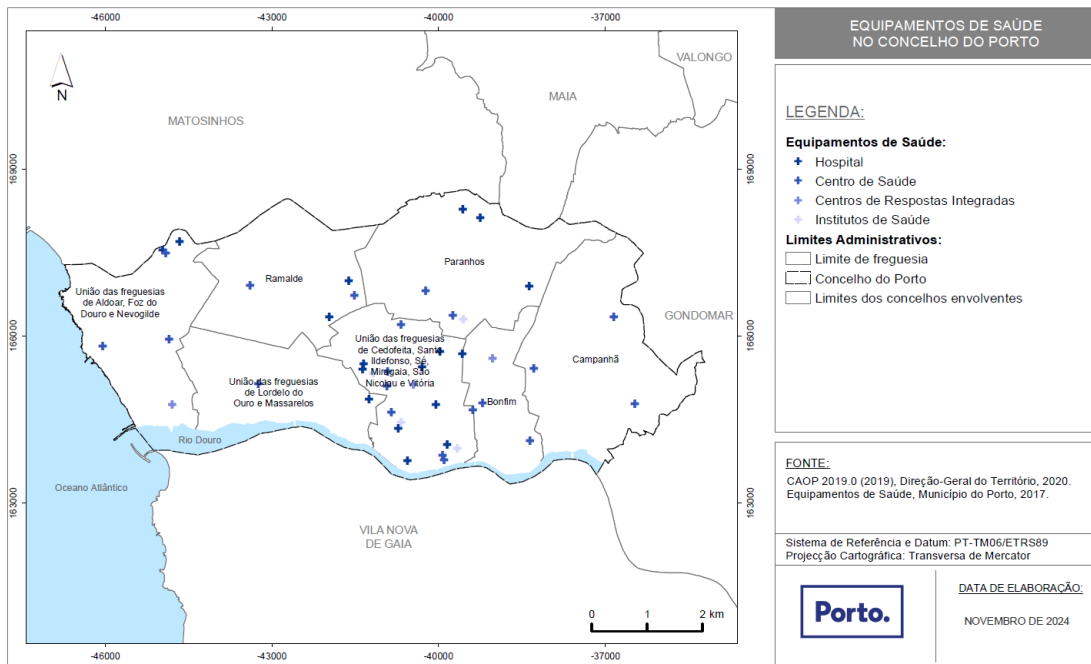 -46000
-43000
-40000
-37000
169000
166000
163000
169000
166000
163000
N
VALONGO
MAIA
MATOSINHOS
Paranhos
Ramalde
União das freguesias
de Aldoar, Foz do
Douro e Nevogilde
GONDOMAR
União das freguesias
de Cedofeita, Santo
Ildefonso, Sé,
Miragaia, São
Nicolau e Vitória
Campanhã
União das freguesias
de Lordelo do
Ouro e Massarelos
Bonfim
Rio Douro
Oceano Atlântico
VILA NOVA
DE GAIA
0 1 2 km
-46000
-43000
-40000
-37000
EQUIPAMENTOS DE SAÚDE
NO CONCELHO DO PORTO
LEGENDA:
Equipamentos de Saúde:
Hospital
Centro de Saúde
Centros de Respostas Integradas
Institutos de Saúde
Limites Administrativos:
Limite de freguesia
Concelho do Porto
Limites dos concelhos envolventes
FONTE:
CAOP 2019.0 (2019), Direção-Geral do Território, 2020.
Equipamentos de Saúde, Município do Porto, 2017.
Sistema de Referência e Datum: PT-TM06/ETRS89
Projecção Cartográfica: Transversa de Mercator
Porto.
DATA DE ELABORAÇÃO:
NOVEMBRO DE 2024